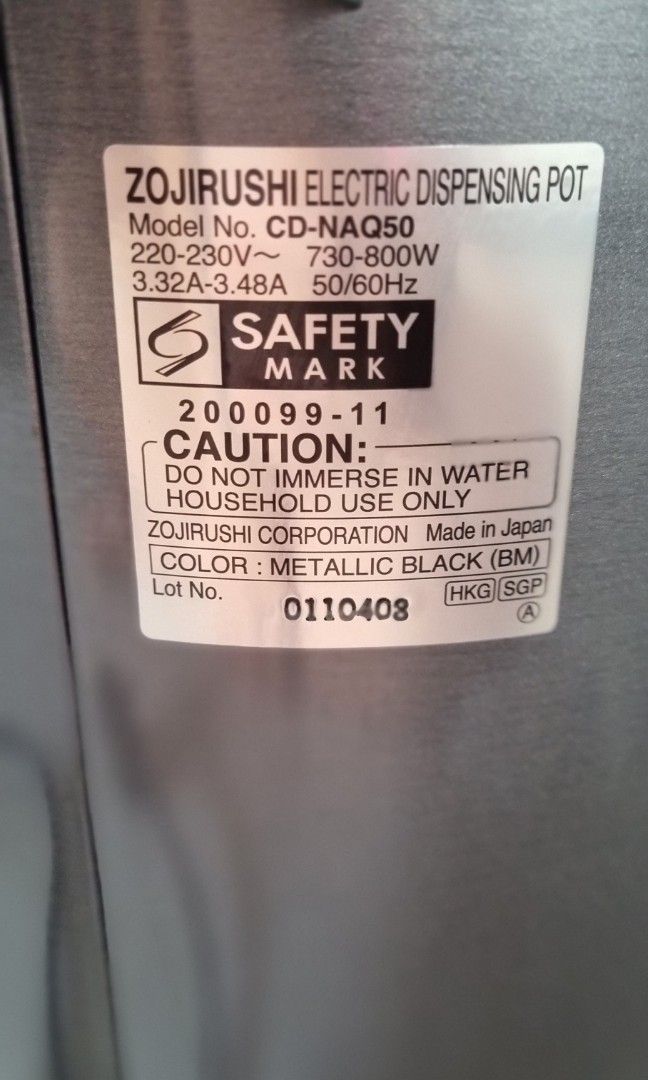 ZOJIRUSHI ELECTRIC DISPENSING POT
Model No. CD-NAQ50
220-230V～ 730-800W
3.32A-3.48A 50/60Hz
SAFETY
MARK
200099-11
CAUTION:
DO NOT IMMERSE IN WATER
HOUSEHOLD USE ONLY
ZOJIRUSHI CORPORATION Made in Japan
COLOR : METALLIC BLACK (BM)
Lot No. 0110408 HKG SGP
A